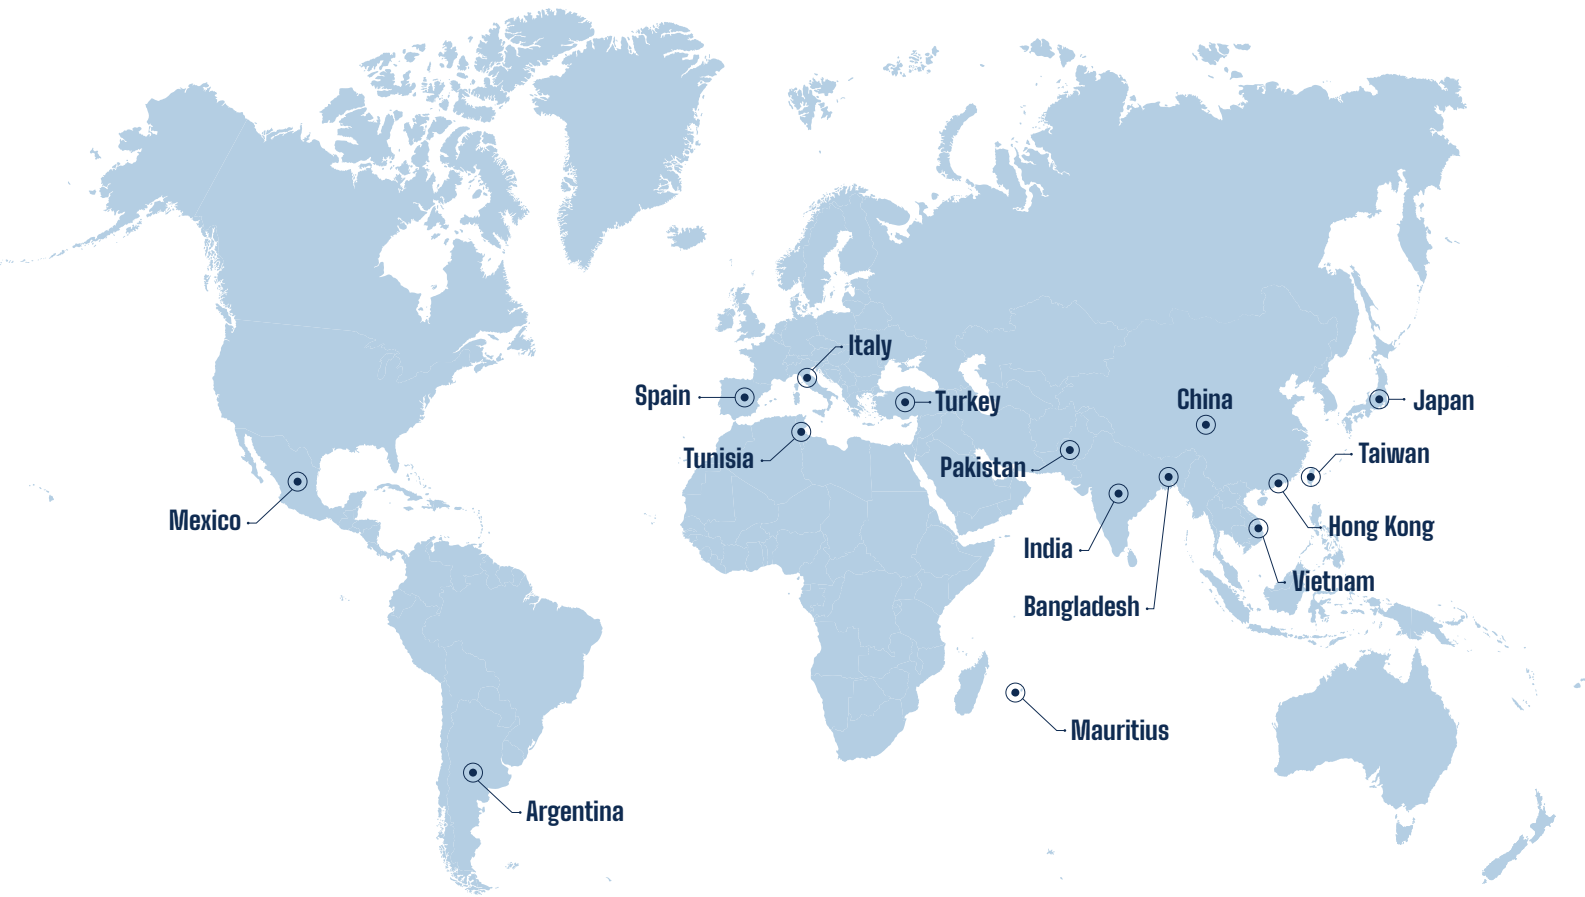 Italy
Spain
Turkey
China
Japan
Tunisia
Pakistan
Taiwan
Mexico
Hong Kong
India
Vietnam
Bangladesh
Mauritius
Argentina